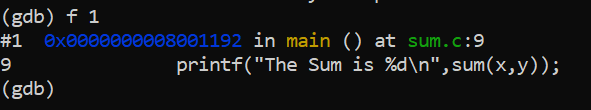 (gdb) f 1
#1  0x0000000008001192 in main () at sum.c:9
9               printf("The Sum is %d\n",sum(x,y));
(gdb)